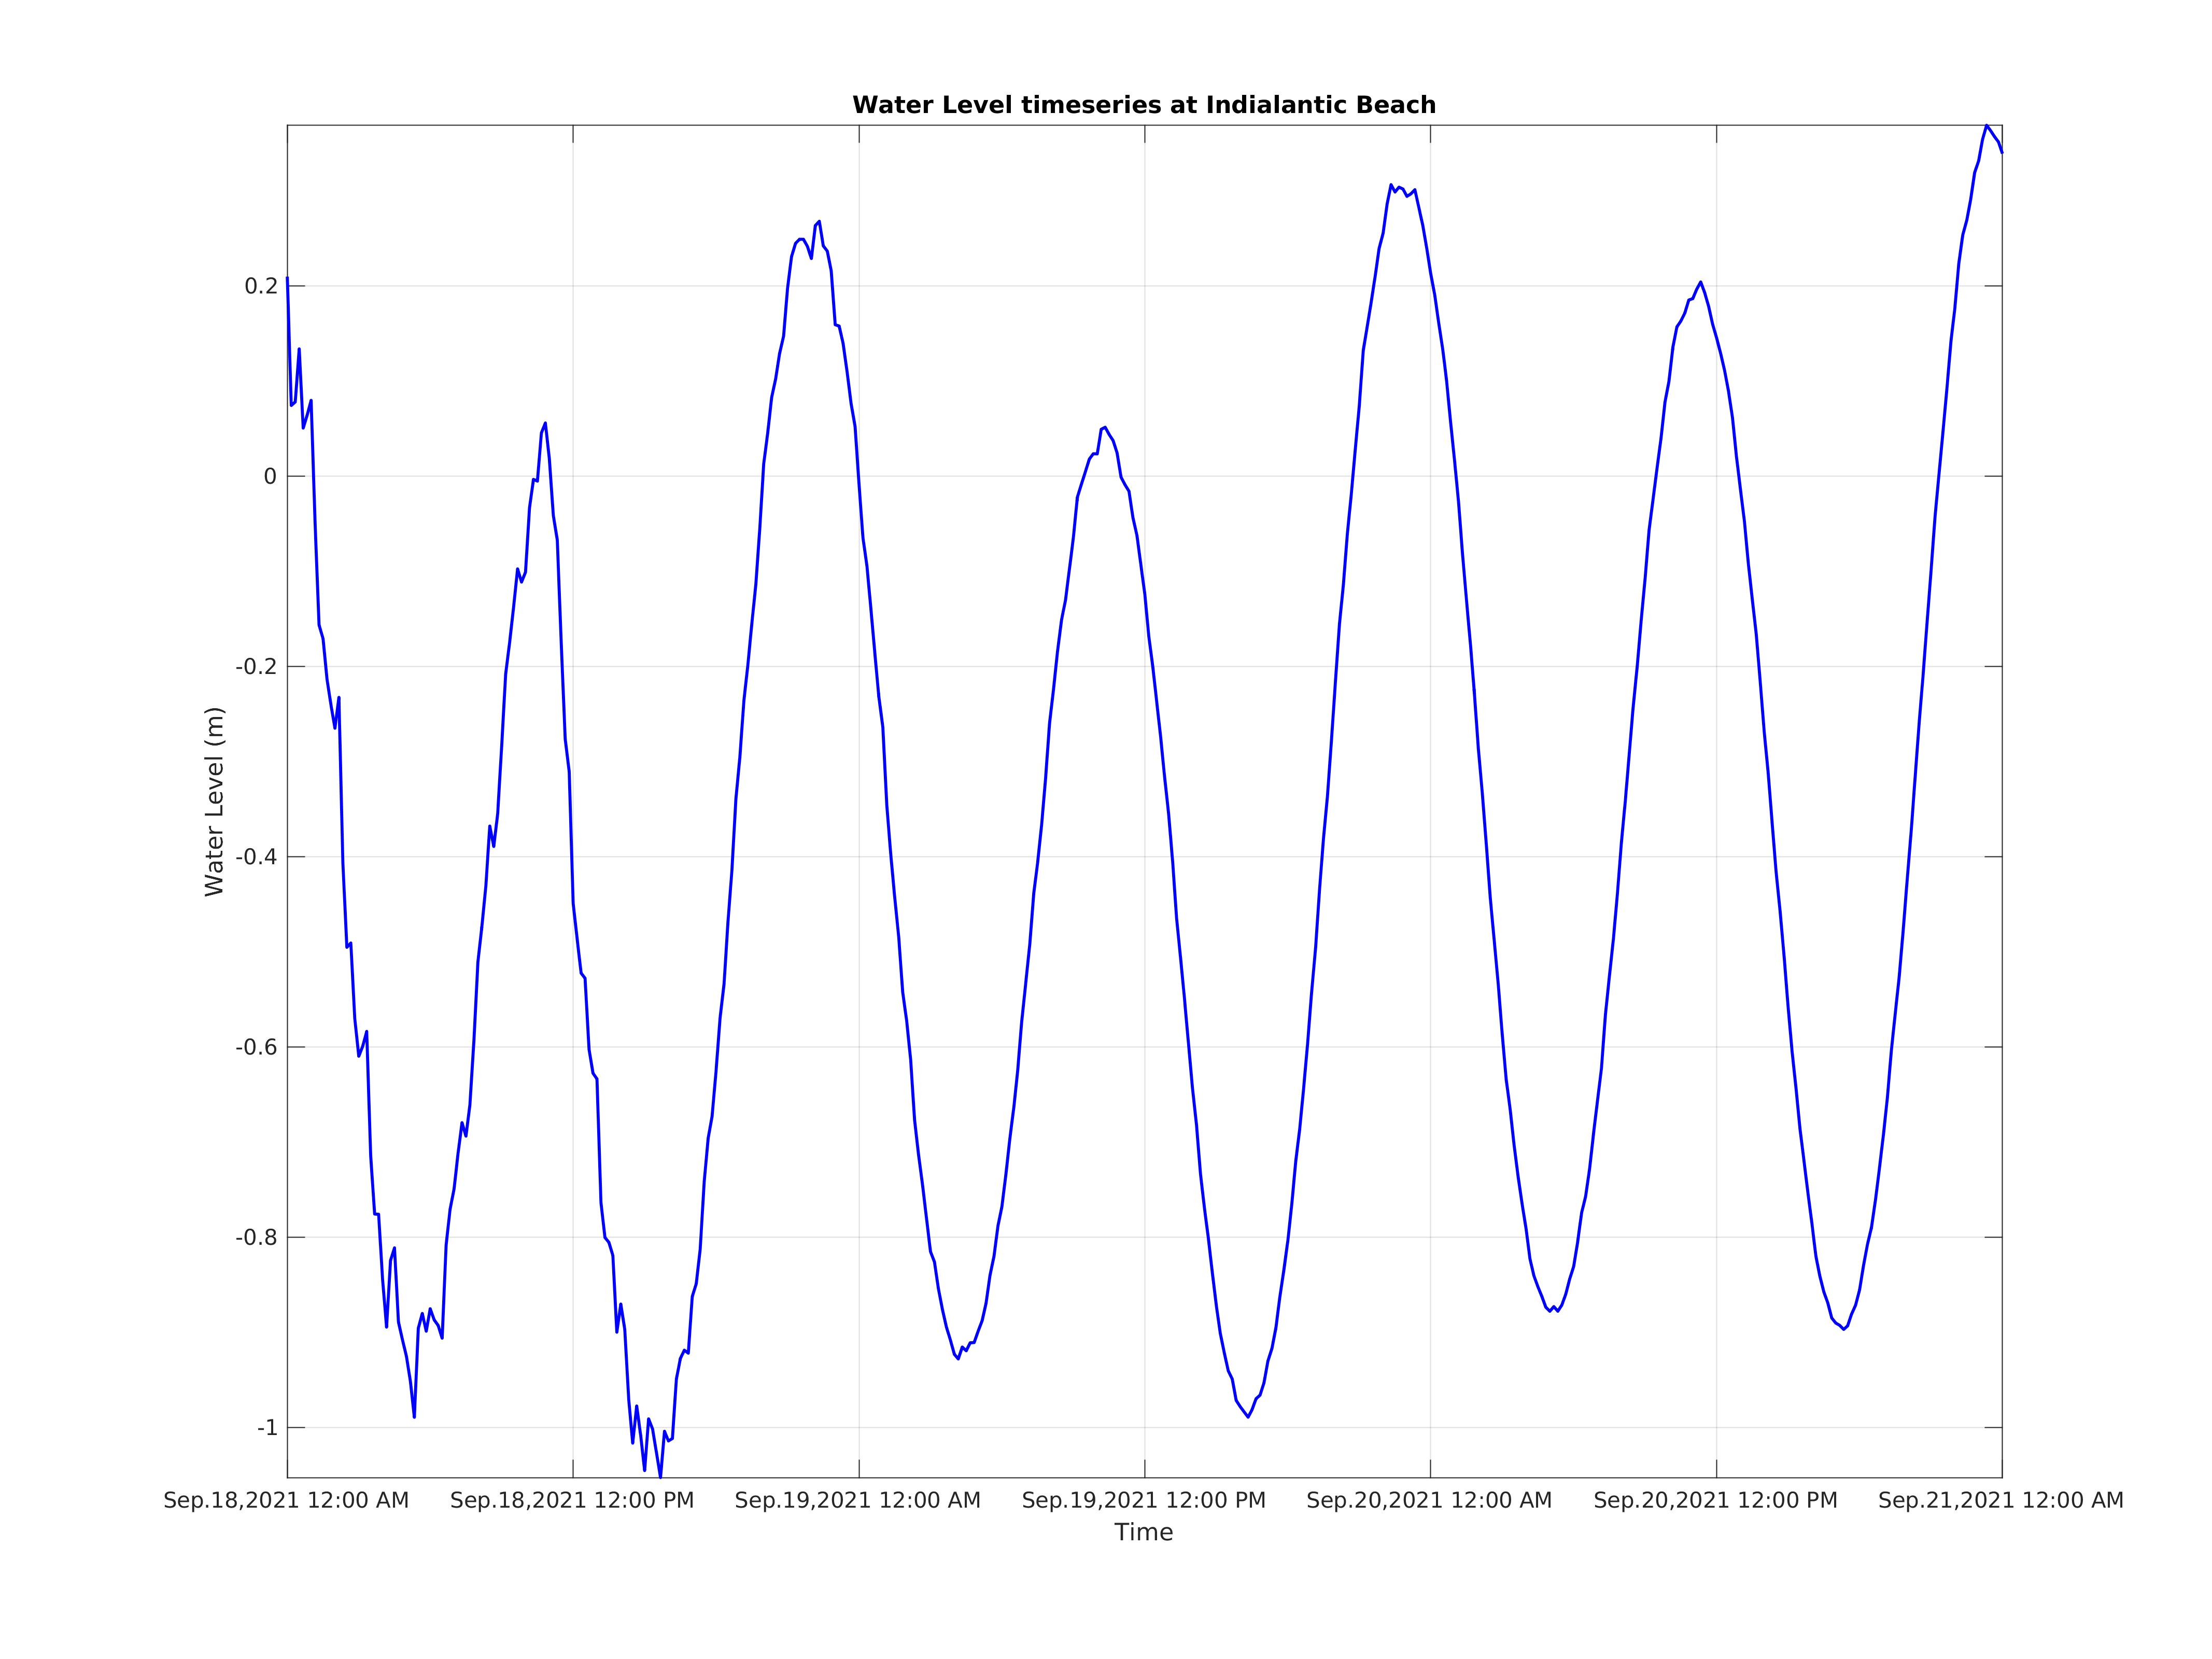 Water Level timeseries at Indialantic Beach
0.2
0
-0.2
-0.4
-0.6
-0.8
-1
Water Level (m)
Sep.18,2021 12:00 AM Sep.18,2021 12:00 PM Sep.19,2021 12:00 AM Sep.19,2021 12:00 PM Sep.20,2021 12:00 AM Sep.20,2021 12:00 PM Sep.21,2021 12:00 AM
Time